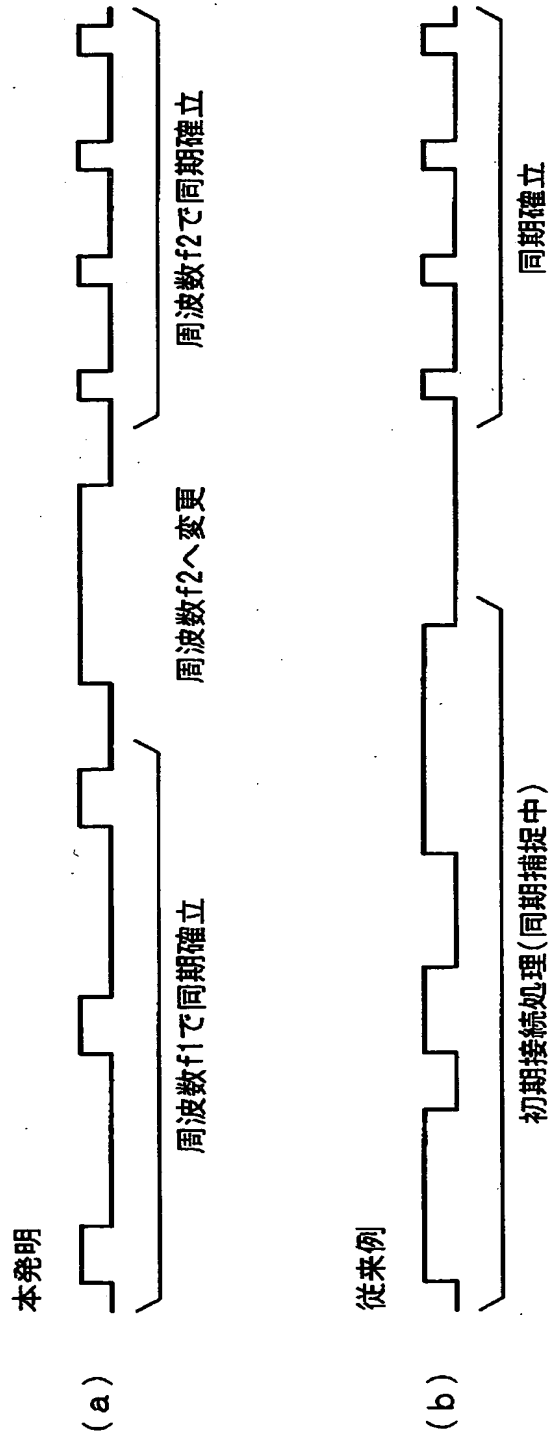 (a)
本発明
周波数f1で同期確立
周波数f2へ変更
周波数f2で同期確立
(b)
従来例
初期接続処理(同期捕捉中)
同期確立